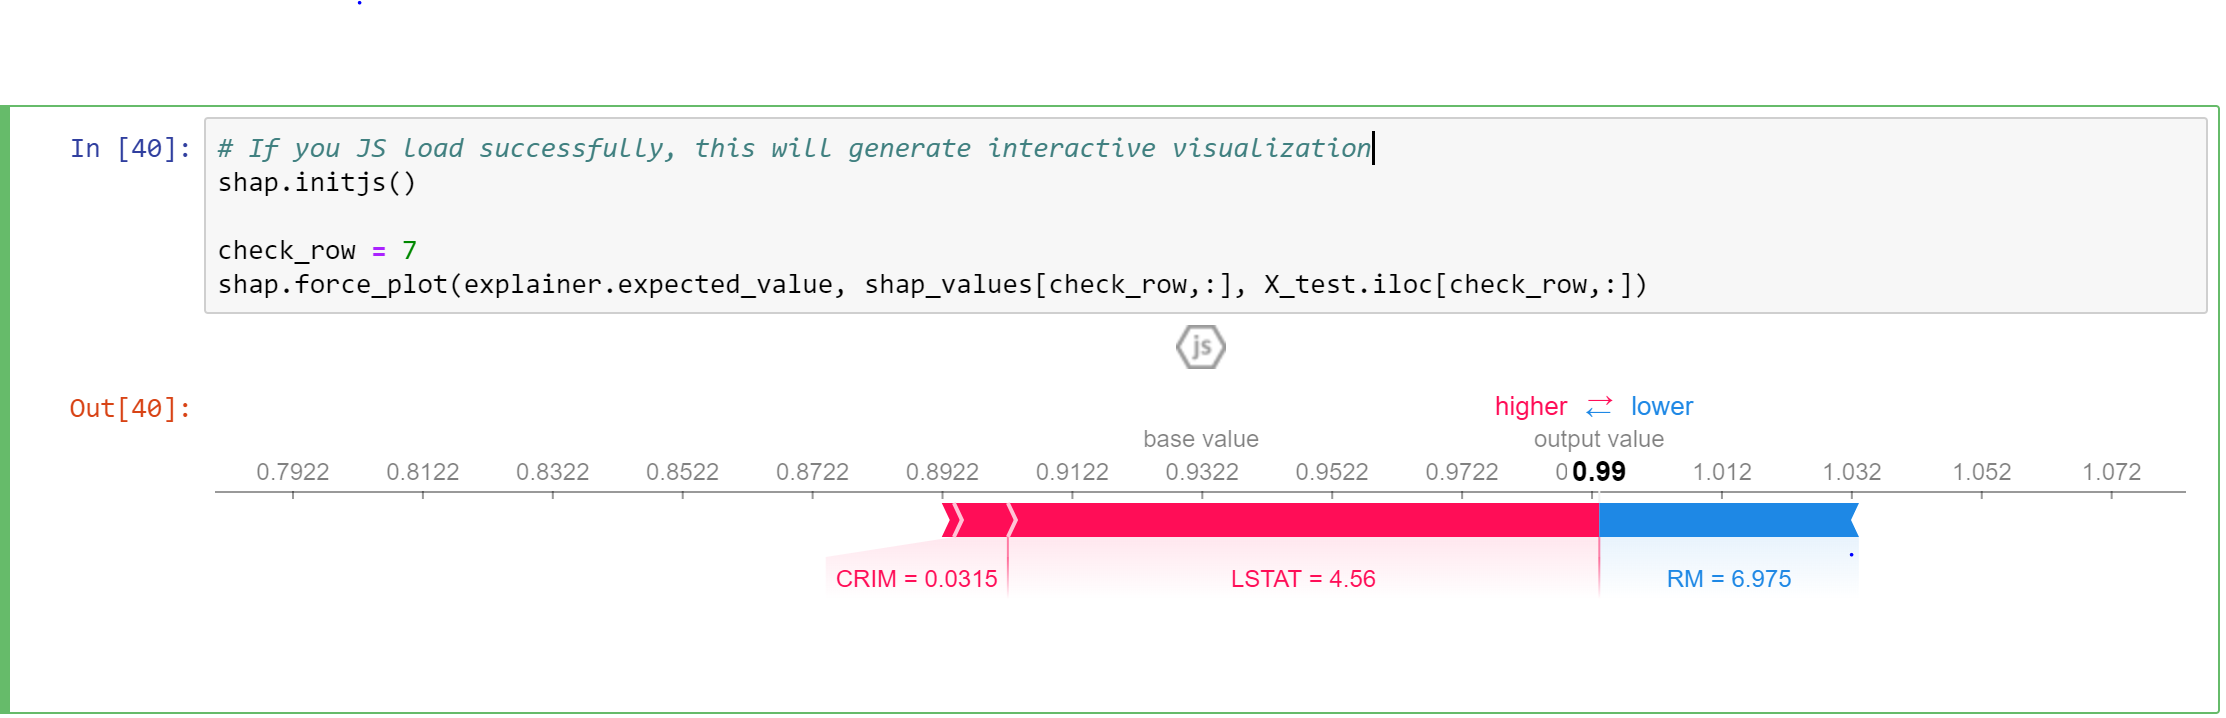 In [40]:
# If you JS load successfully, this will generate interactive visualization
shap.initjs()
check_row = 7
shap.force_plot(explainer.expected_value, shap_values[check_row,:], X_test.iloc[check_row,:])
js
Out[40]:
higher lower
base value output value
0.7922 0.8122 0.8322 0.8522 0.8722 0.8922 0.9122 0.9322 0.9522 0.9722 0 0.99 1.012 1.032 1.052 1.072
CRIM = 0.0315 LSTAT = 4.56 RM = 6.975